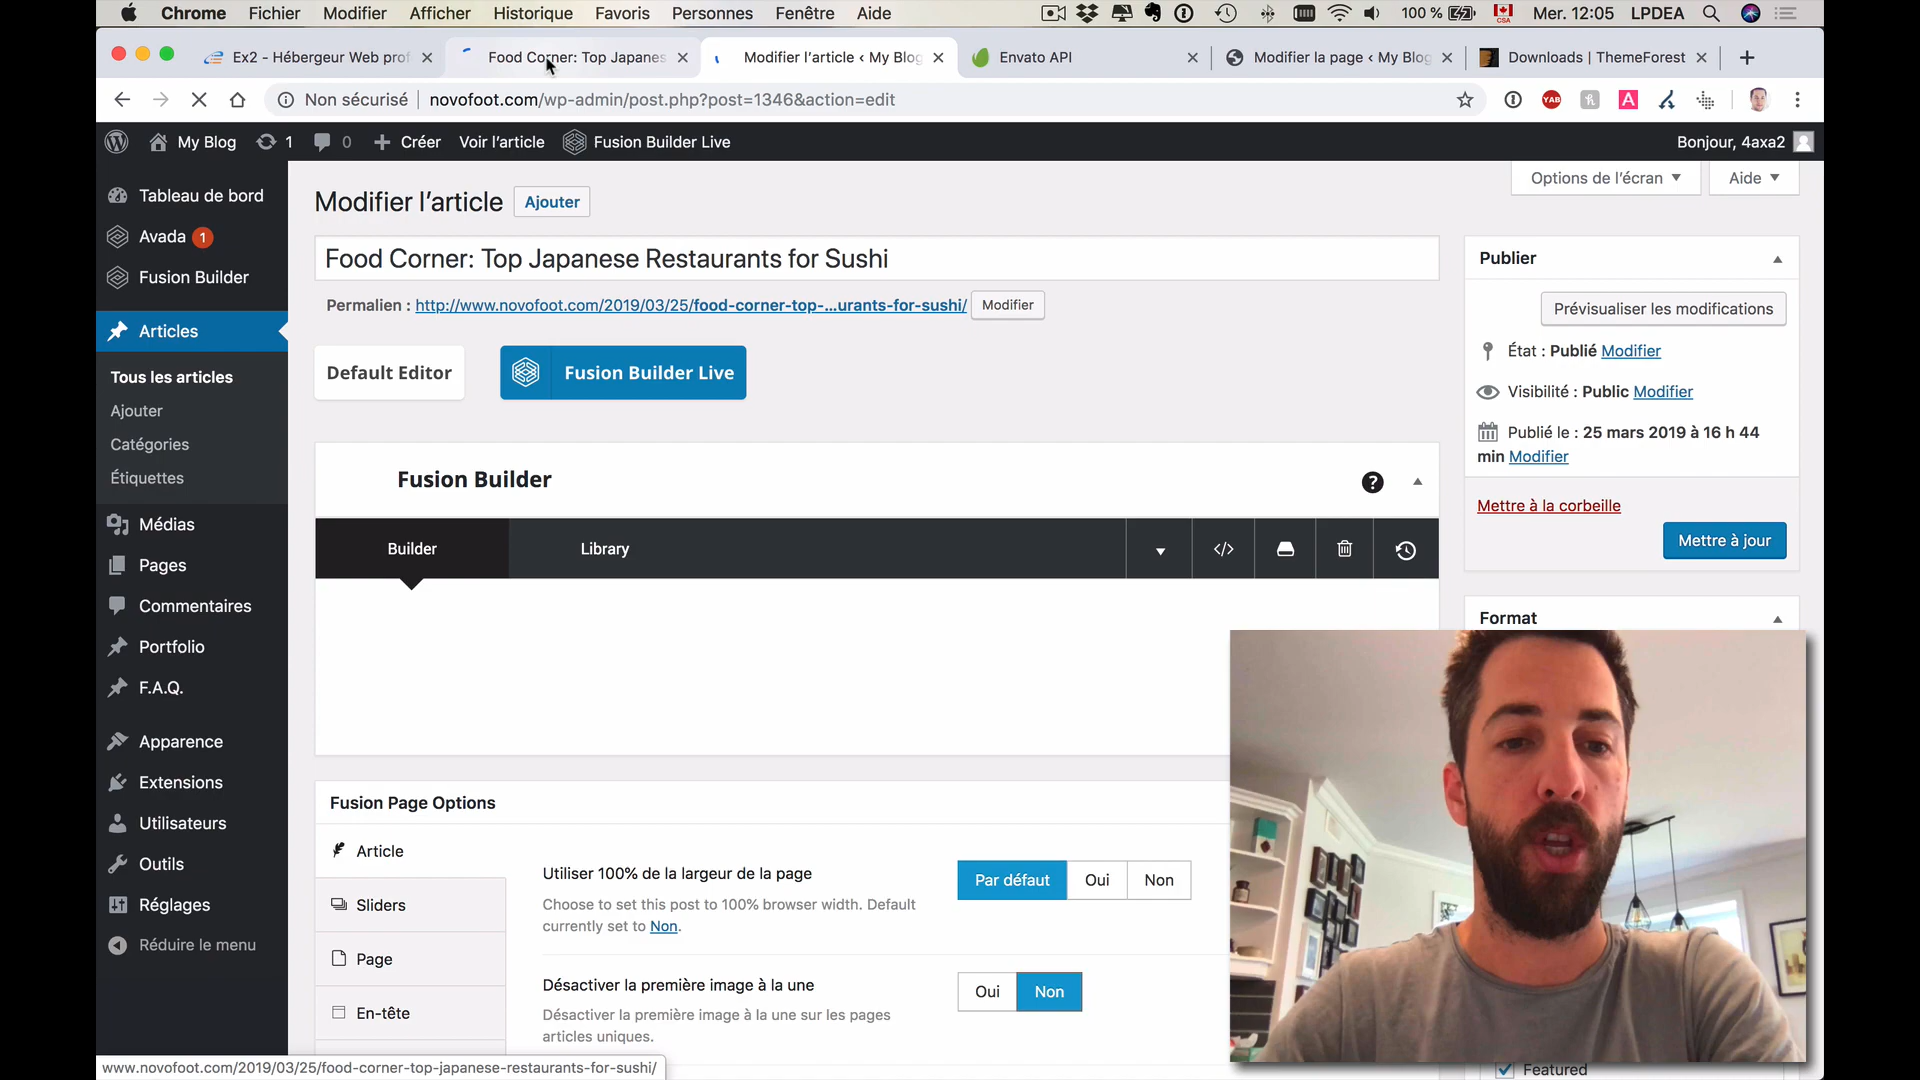 Chrome Fichier Modifier Afficher Historique Favoris Personnes Fenêtre Aide 100 % CSA Mer. 12:05 LPDEA
Ex2 - Hébergeur Web prof Food Corner: Top Japanes Modifier l'article ‹ My Blog Envato API Modifier la page ‹ My Blog Downloads | ThemeForest
Non sécurisé novofoot.com/wp-admin/post.php?post=1346&action=edit YAB
My Blog 1 0 Créer Voir l'article Fusion Builder Live Bonjour, 4axa2
Options de l'écran Aide
Tableau de bord
Avada 1
Fusion Builder
Articles
Tous les articles
Ajouter
Catégories
Étiquettes
Médias
Pages
Commentaires
Portfolio
F.A.Q.
Apparence
Extensions
Utilisateurs
Outils
Réglages
Réduire le menu
Modifier l'article Ajouter
Food Corner: Top Japanese Restaurants for Sushi
Permalien : http://www.novofoot.com/2019/03/25/food-corner-top-...urants-for-sushi/ Modifier
Default Editor Fusion Builder Live
Fusion Builder ?
Builder Library </>
Fusion Page Options
Article
Sliders
Page
En-tête
Utiliser 100% de la largeur de la page
Choose to set this post to 100% browser width. Default
currently set to Non.
Par défaut Oui Non
Désactiver la première image à la une
Désactiver la première image à la une sur les pages
articles uniques.
Oui Non
Publier
Prévisualiser les modifications
État : Publié Modifier
Visibilité : Public Modifier
Publié le : 25 mars 2019 à 16 h 44
min Modifier
Mettre à la corbeille
Mettre à jour
Format
Featured
www.novofoot.com/2019/03/25/food-corner-top-japanese-restaurants-for-sushi/